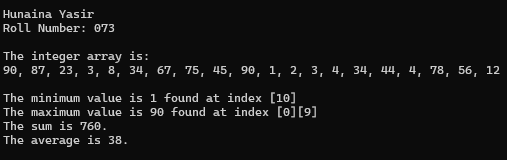 Hunaina Yasir
Roll Number: 073
The integer array is:
90, 87, 23, 3, 8, 34, 67, 75, 45, 90, 1, 2, 3, 4, 34, 44, 4, 78, 56, 12
The minimum value is 1 found at index [10]
The maximum value is 90 found at index [0][9]
The sum is 760.
The average is 38.